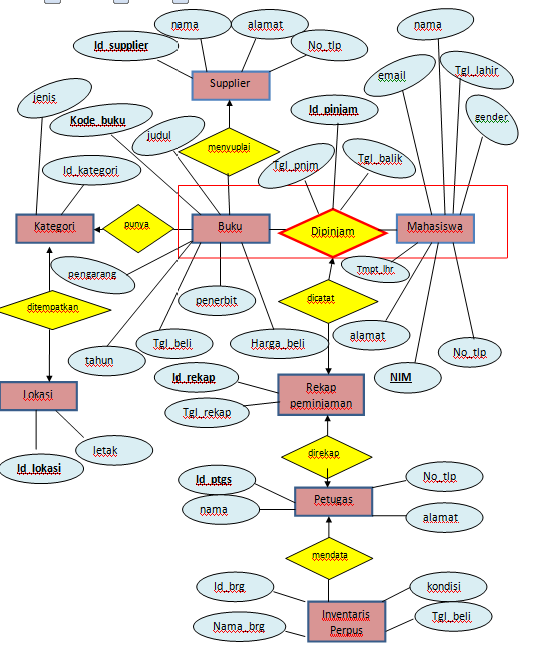 nama
alamat
nama
Id_supplier
No_tlp
Supplier
email
Tgl_lahir
jenis
Kode_buku
Id_pinjam
gender
judul
menyuplai
Tgl_pnjm
Tgl_balik
Id_kategori
Kategori
punya
Buku
Dipinjam
Mahasiswa
pengarang
Tmpt_lhr.
ditempatkan
penerbit
dicatat
alamat
Tgl_beli
Harga_beli
No_tlp
tahun
Id_rekap
NIM
Lokasi
Tgl_rekap
Rekap
peminjaman
letak
Id_lokasi
direkap
Id_ptgs
No_tlp
nama
Petugas
alamat
mendata
Id_brg
kondisi
Nama_brg
Inventaris
Perpus
Tgl_beli